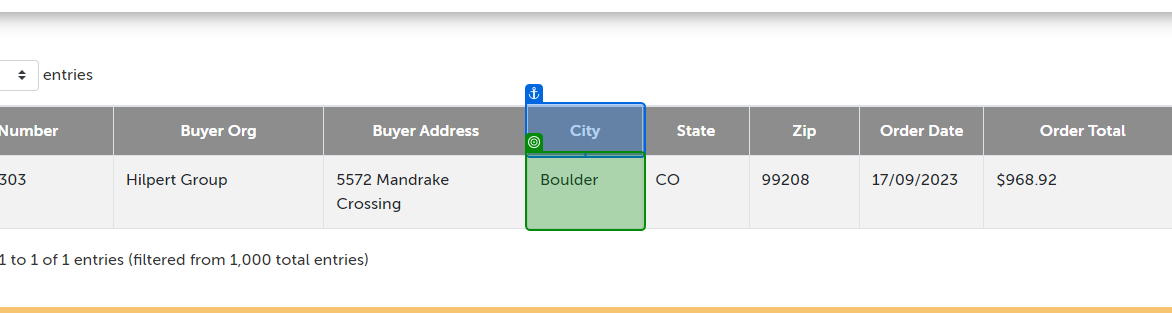 entries
Number Buyer Org Buyer Address City State Zip Order Date Order Total
303 Hilpert Group 5572 Mandrake Crossing Boulder CO 99208 17/09/2023 $968.92
1 to 1 of 1 entries (filtered from 1,000 total entries)